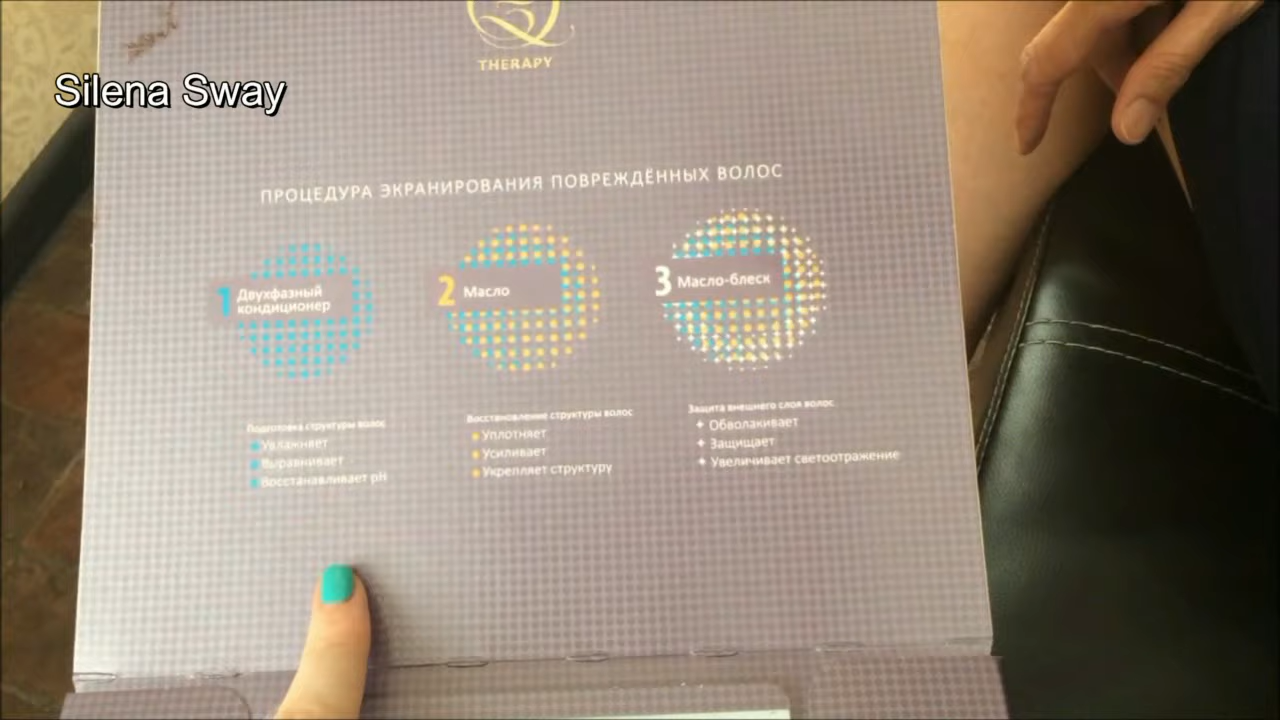 Silena Sway
Q
THERAPY
ПРОЦЕДУРА ЭКРАНИРОВАНИЯ ПОВРЕЖДЁННЫХ ВОЛОС
1 Двухфазный
кондиционер
2 Масло
3 Масло-блеск
Подготовка структуры волос
Увлажняет
Выравнивает
Восстанавливает pH
Восстановление структуры волос
Уплотняет
Усиливает
Укрепляет структуру
Защита внешнего слоя волос
Обволакивает
Защищает
Увеличивает светоотражение